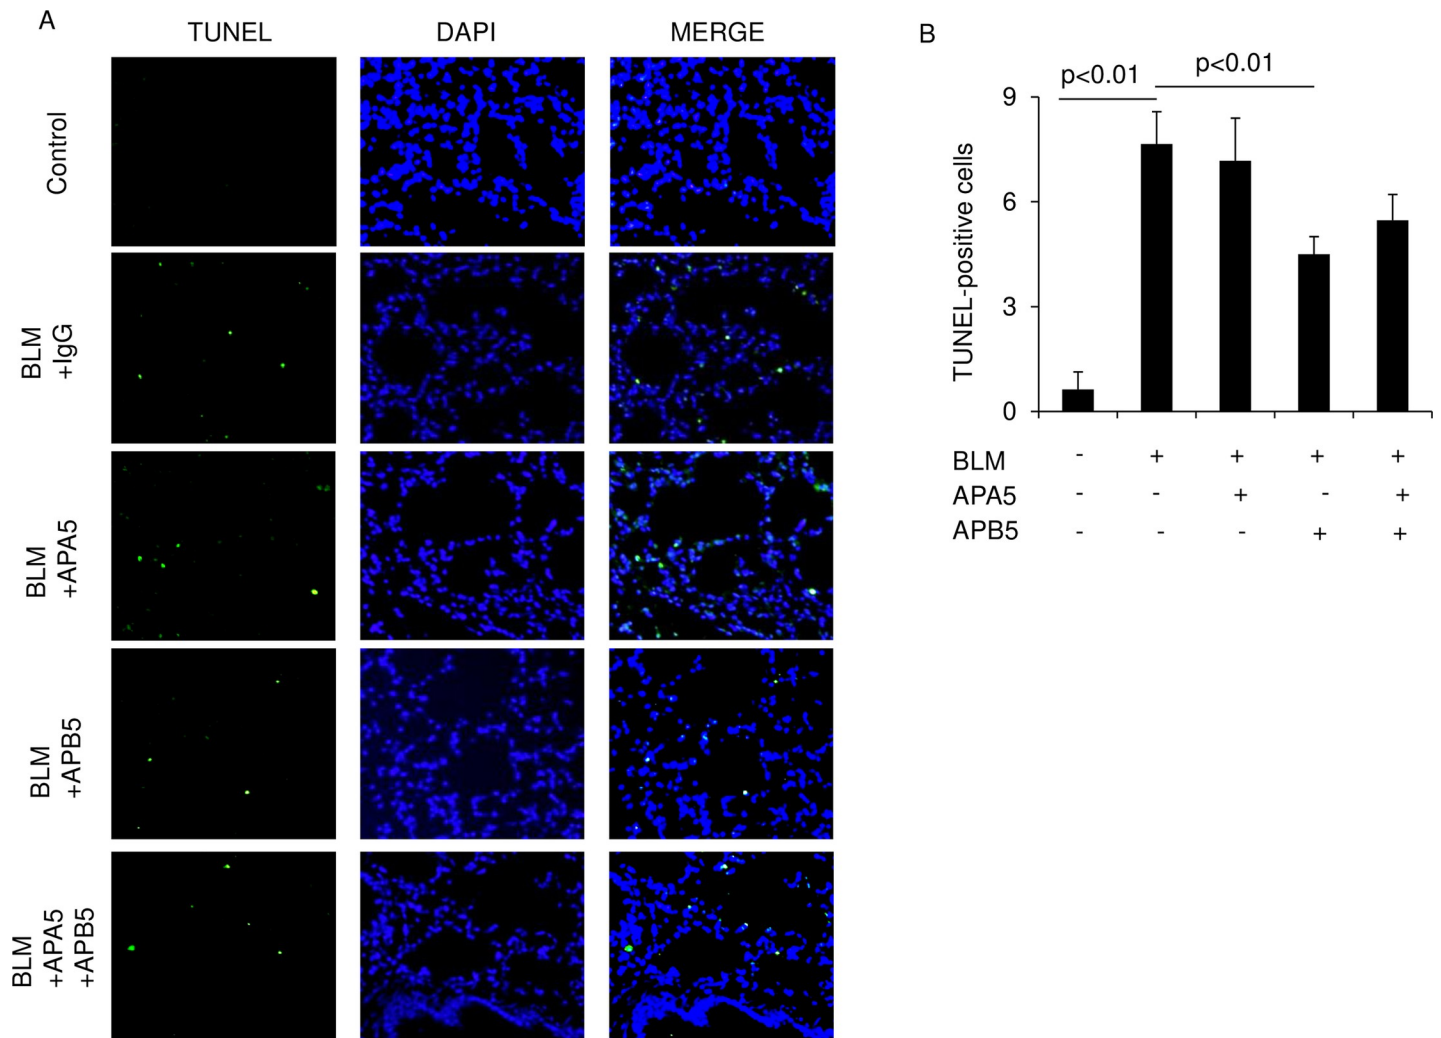 A
TUNEL DAPI MERGE
Control
BLM
+IgG
BLM
+APA5
BLM
+APB5
BLM
+APA5
+APB5
B
p<0.01 p<0.01
TUNEL-positive cells
9
6
3
0
BLM - + + + +
APA5 - - + - +
APB5 - - - + +